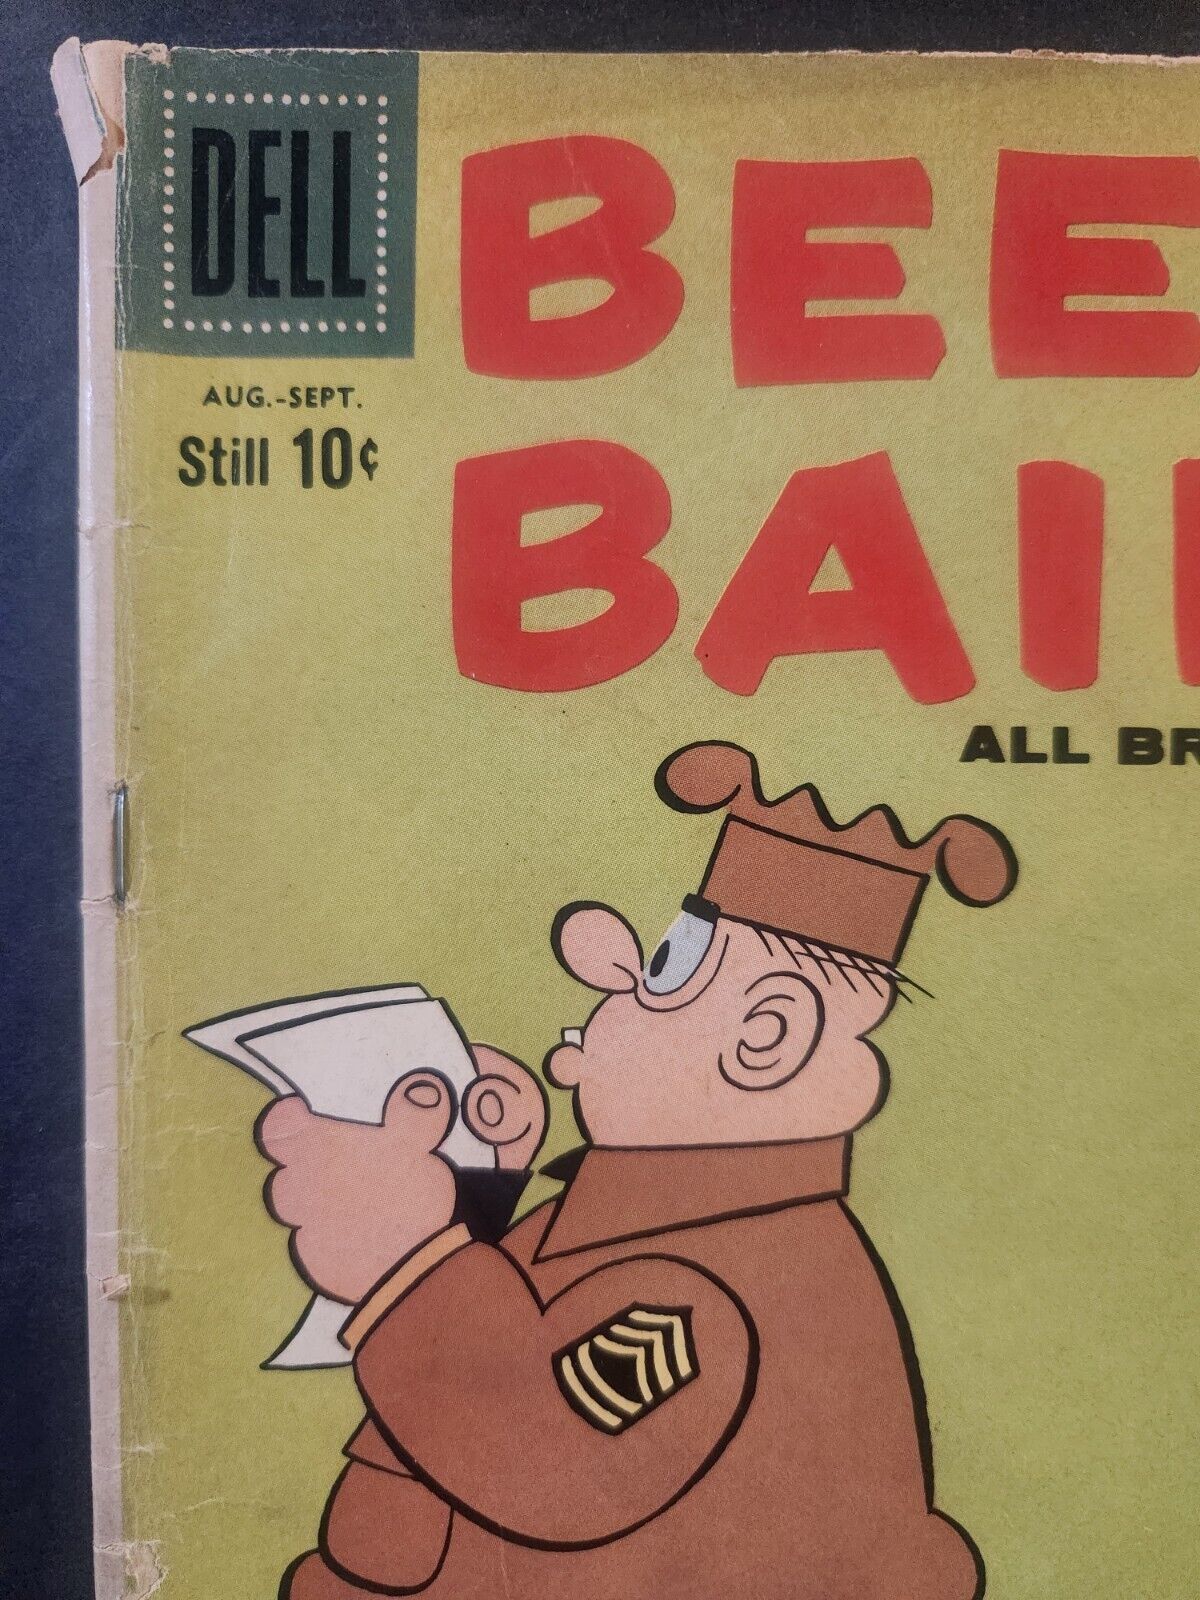 DELL
AUG.-SEPT.
Still 10¢
BEE
BAI
ALL BR